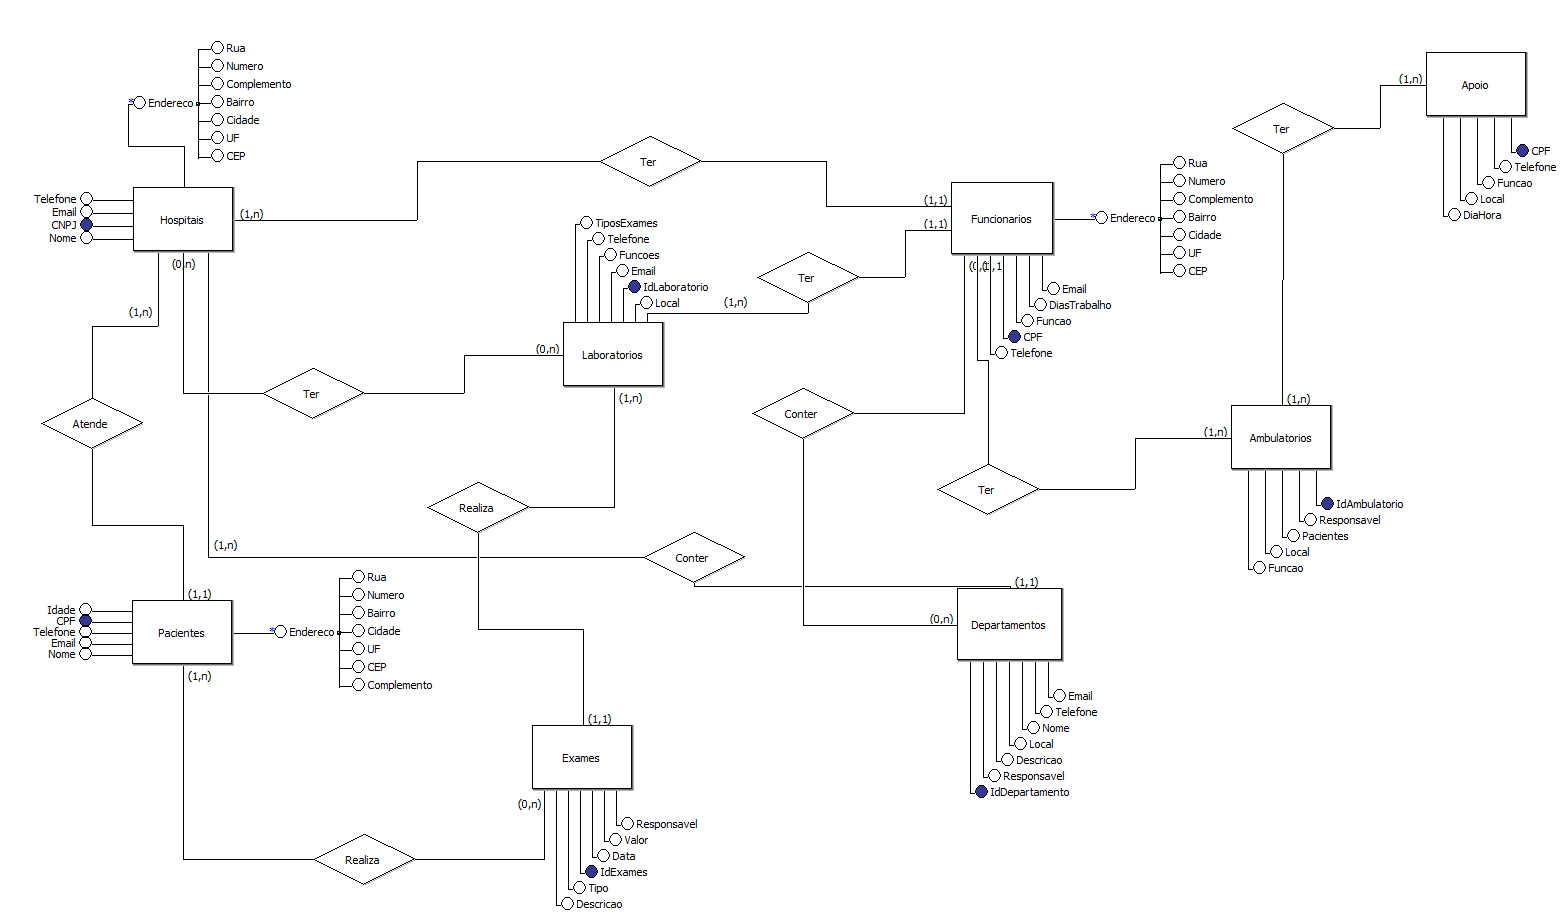 Rua
Numero
Complemento
* Endereco
Bairro
Cidade
UF
CEP
Telefone
Email
CNPJ
Nome
Hospitais
(1,n)
(0,n)
(1,n)
Ter
(1,1)
(1,1)
Funcionarios
* Endereco
Rua
Numero
Complemento
Bairro
Cidade
UF
CEP
Email
DiasTrabalho
Funcao
CPF
Telefone
Ter
(1,n)
Apoio
CPF
Telefone
Funcao
Local
DiaHora
TiposExames
Telefone
Funcoes
Email
IdLaboratorio
Local
Laboratorios
(0,n)
(1,n)
(1,n)
Ter
Ter
Atende
Conter
Ter
(1,n)
(1,n)
Ambulatorios
IdAmbulatorio
Responsavel
Pacientes
Local
Funcao
Realiza
(1,n)
Conter
(1,1)
(0,n)
Departamentos
Email
Telefone
Nome
Local
Descricao
Responsavel
IdDepartamento
(1,1)
Idade
CPF
Telefone
Email
Nome
Pacientes
(1,n)
* Endereco
Rua
Numero
Bairro
Cidade
UF
CEP
Complemento
(1,1)
Exames
(0,n)
Responsavel
Valor
Data
IdExames
Tipo
Descricao
Realiza